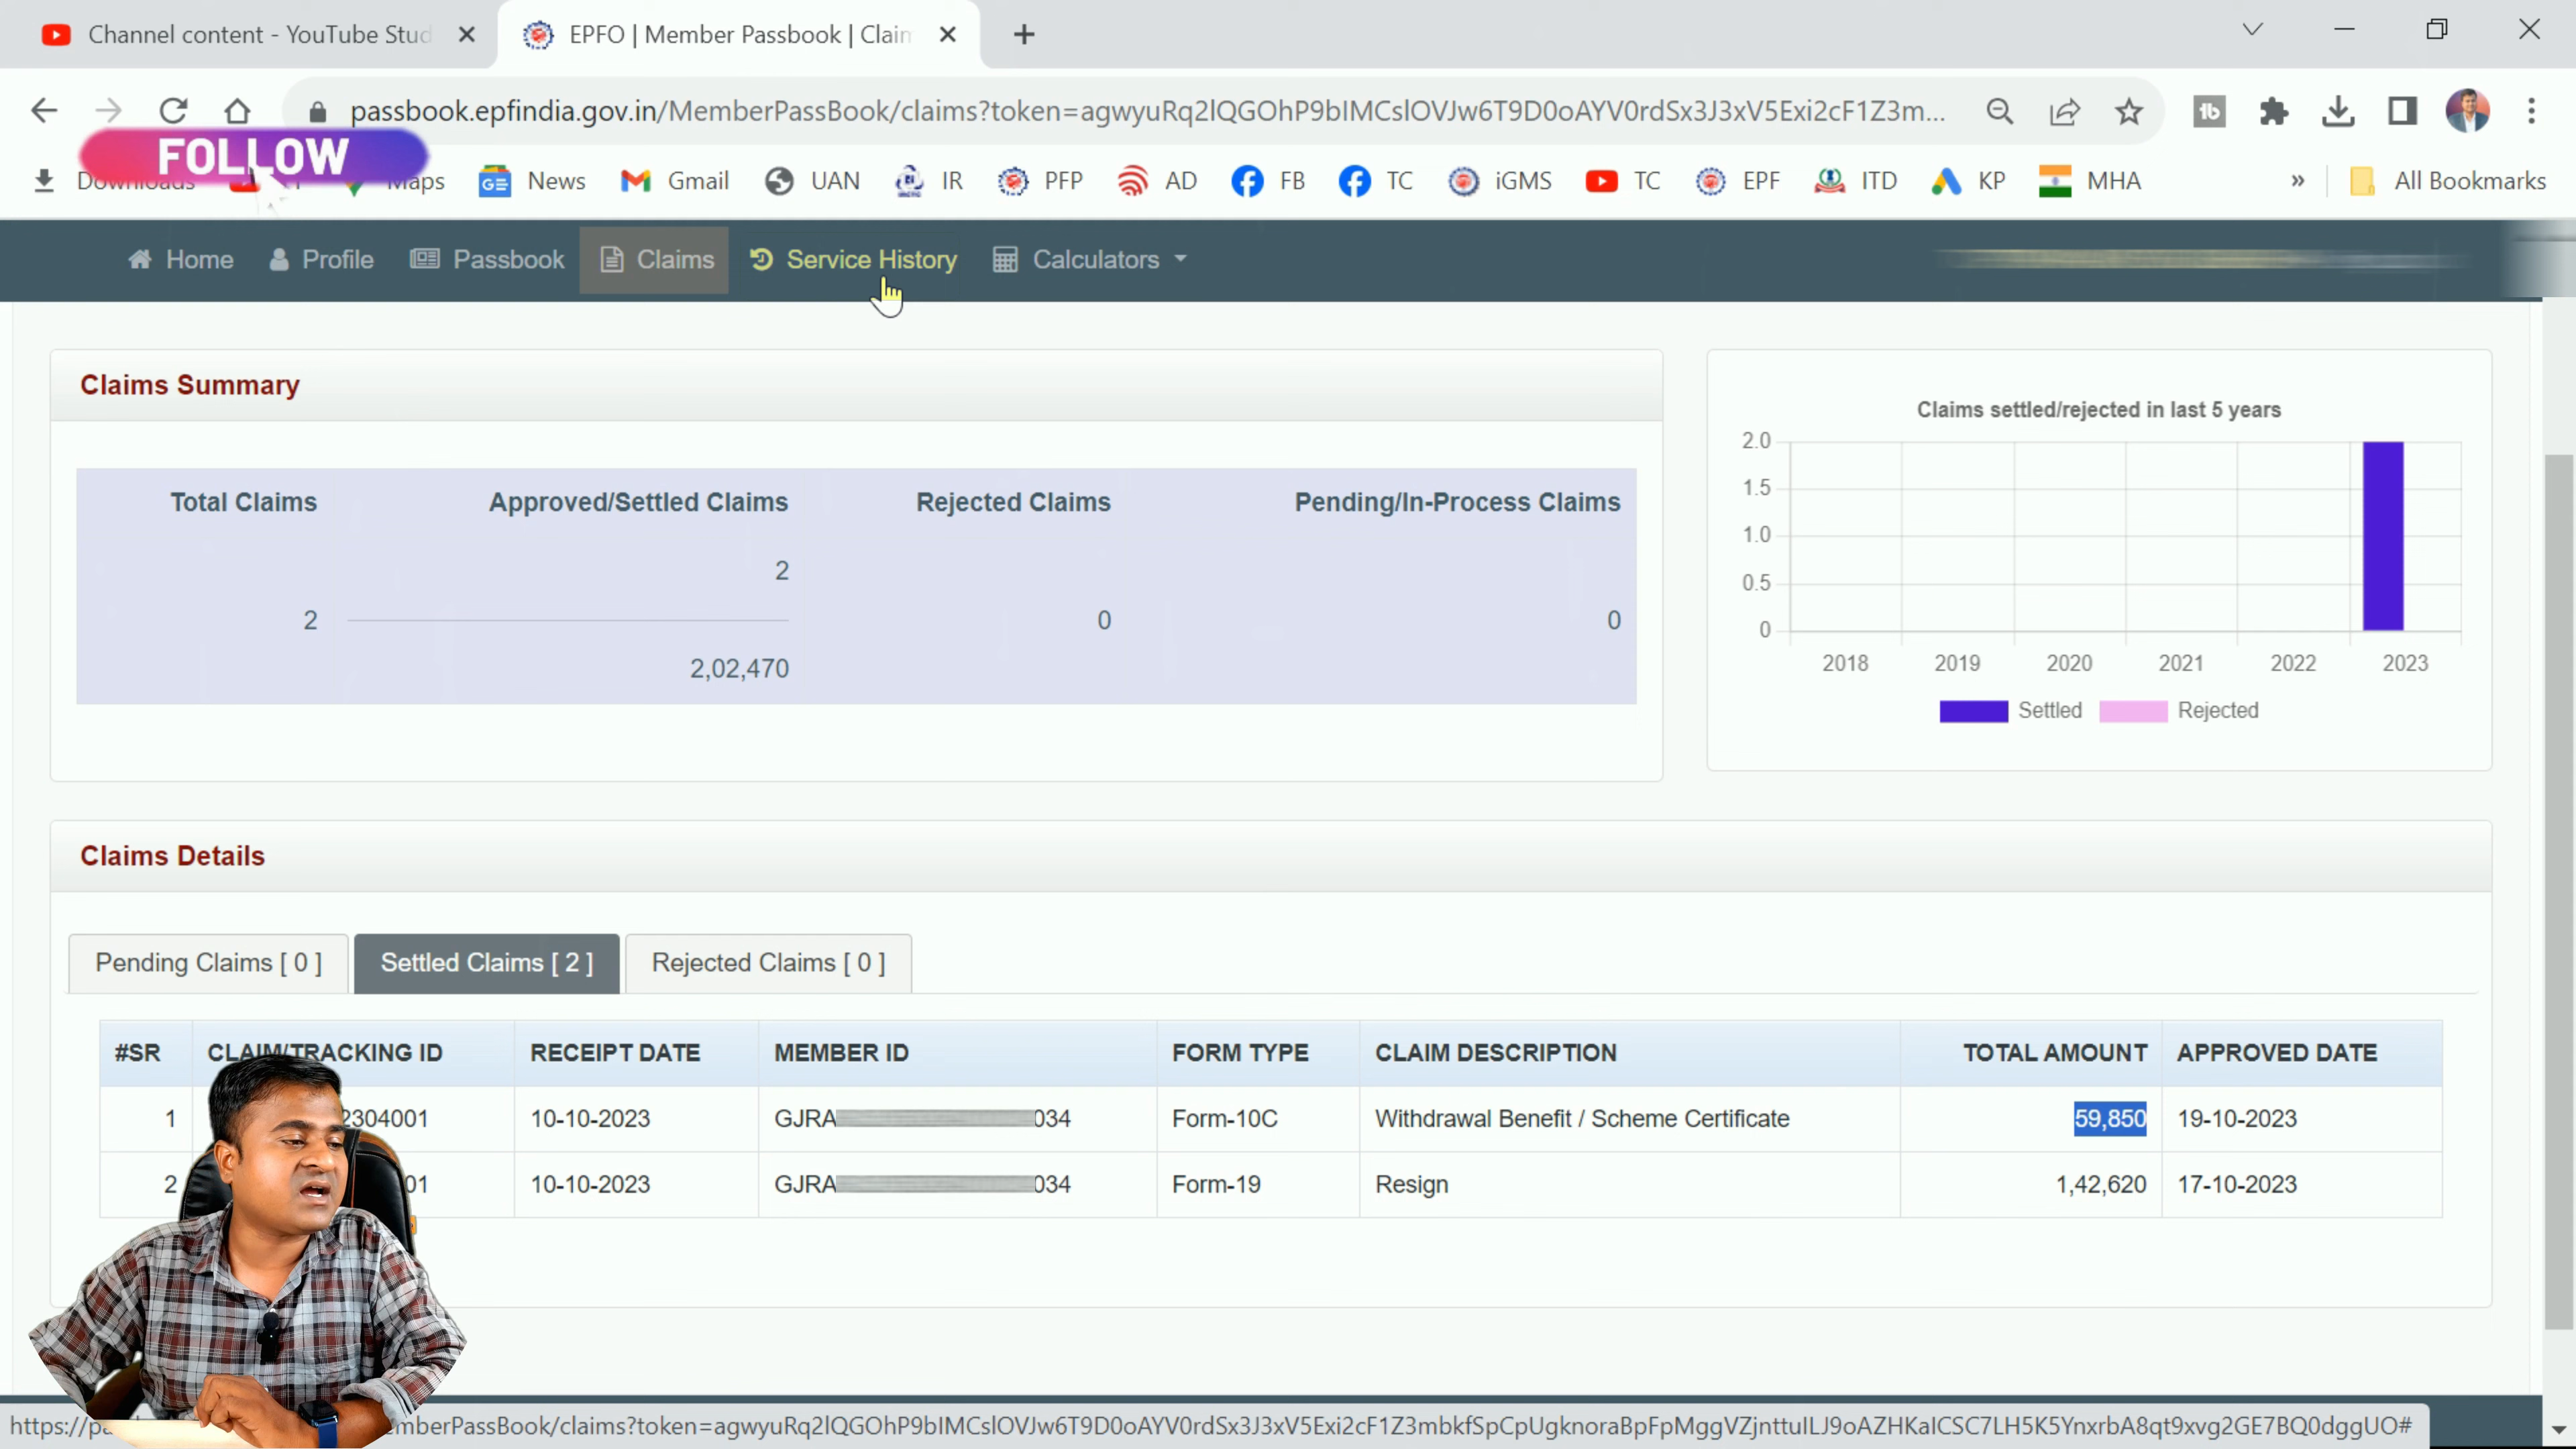 Channel content - YouTube Stud
EPFO | Member Passbook | Clain
passbook.epfindia.gov.in/MemberPassBook/claims?token=agwyuRq2lQGOhP9bIMCslOVJw6T9D0oAYV0rdSx3J3xV5Exi2cF1Z3m...
FOLLOW
Downloads Maps News Gmail UAN IR PFP AD FB TC iGMS TC EPF ITD KP MHA » All Bookmarks
Home Profile Passbook Claims Service History Calculators
Claims Summary
Total Claims Approved/Settled Claims Rejected Claims Pending/In-Process Claims
2
2 0 0
2,02,470
Claims settled/rejected in last 5 years
2.0
1.5
1.0
0.5
0
2018 2019 2020 2021 2022 2023
Settled Rejected
Claims Details
Pending Claims [ 0 ] Settled Claims [ 2 ] Rejected Claims [ 0 ]
#SR CLAIM/TRACKING ID RECEIPT DATE MEMBER ID FORM TYPE CLAIM DESCRIPTION TOTAL AMOUNT APPROVED DATE
1 2304001 10-10-2023 GJRA 034 Form-10C Withdrawal Benefit / Scheme Certificate 59,850 19-10-2023
2 01 10-10-2023 GJRA 034 Form-19 Resign 1,42,620 17-10-2023